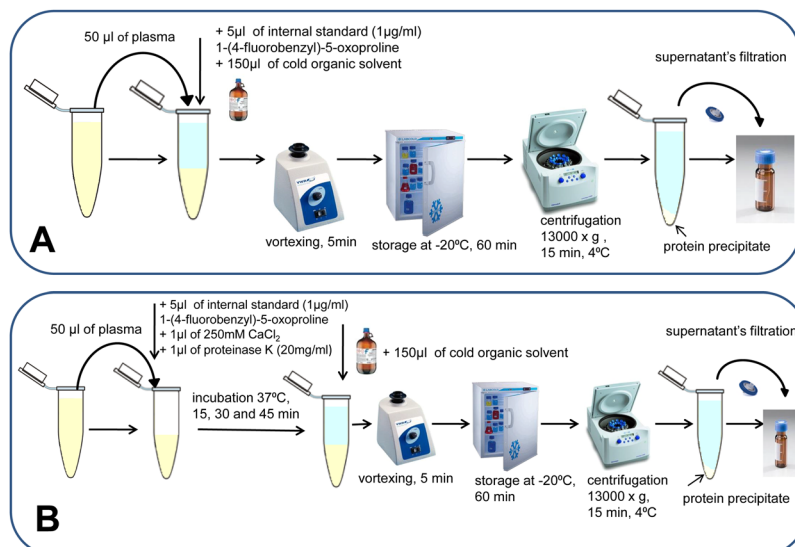 50 µl of plasma
+ 5µl of internal standard (1µg/ml)
1-(4-fluorobenzyl)-5-oxoproline
+ 150µl of cold organic solvent
supernatant's filtration
vortexing, 5min
storage at -20ºC, 60 min
centrifugation
13000 x g ,
15 min, 4ºC
protein precipitate
A
50 µl of plasma
+ 5µl of internal standard (1µg/ml)
1-(4-fluorobenzyl)-5-oxoproline
+ 1µl of 250mM CaCl₂
+ 1µl of proteinase K (20mg/ml)
+ 150µl of cold organic solvent
supernatant's filtration
incubation 37ºC,
15, 30 and 45 min
vortexing, 5 min
storage at -20ºC,
60 min
centrifugation
13000 x g,
15 min, 4ºC
protein precipitate
B